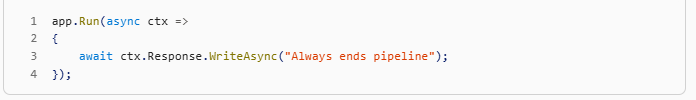 1 app.Run(async ctx =>
2 {
3     await ctx.Response.WriteAsync("Always ends pipeline");
4 });